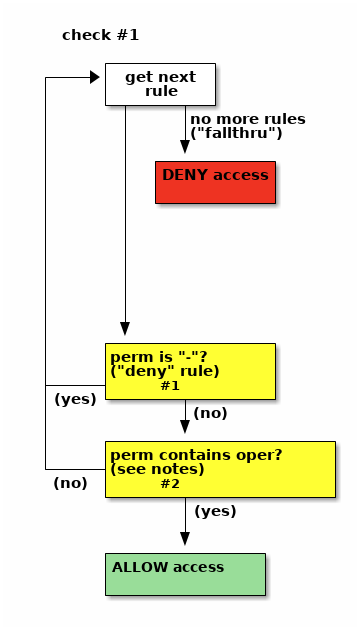 check #1
get next
rule
no more rules
("fallthru")
DENY access
perm is "-"?
("deny" rule)
#1
(yes)
(no)
perm contains oper?
(see notes)
#2
(no)
(yes)
ALLOW access